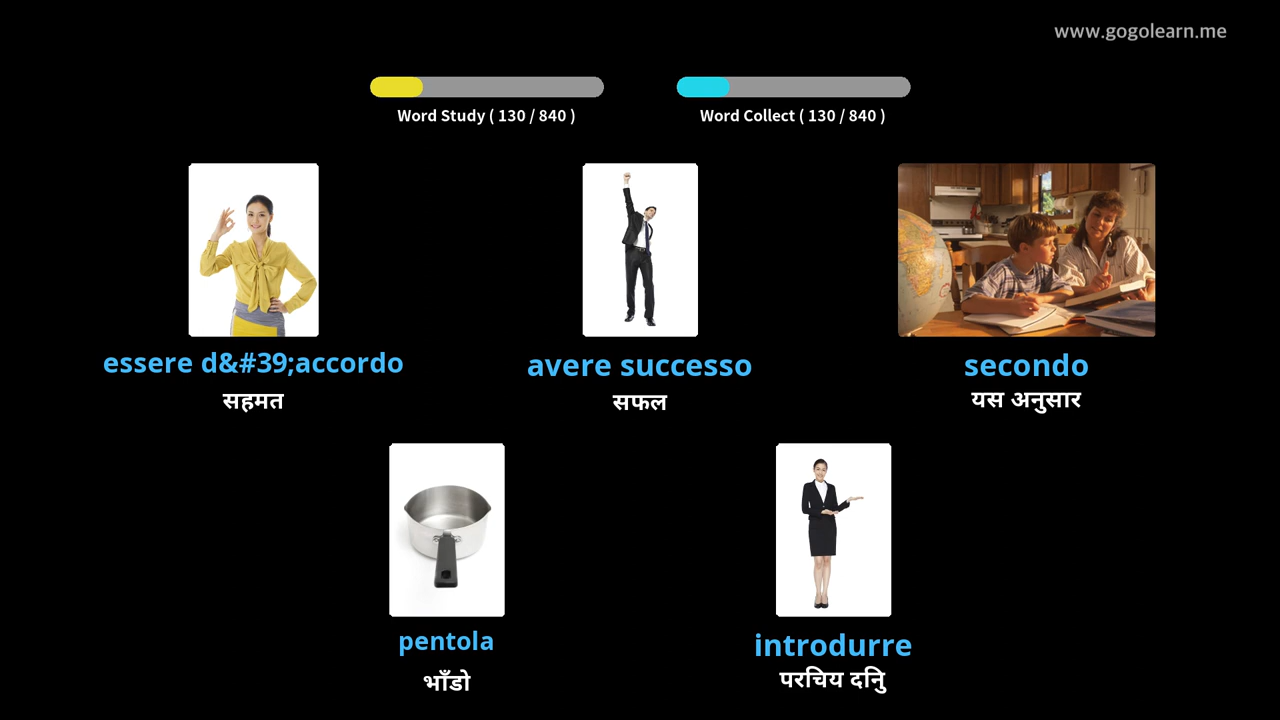 www.gogolearn.me
Word Study ( 130 / 840 )
Word Collect ( 130 / 840 )
essere d&#39;accordo
सहमत
avere successo
सफल
secondo
यस अनुसार
pentola
भाँडो
introdurre
परिचय दिनु